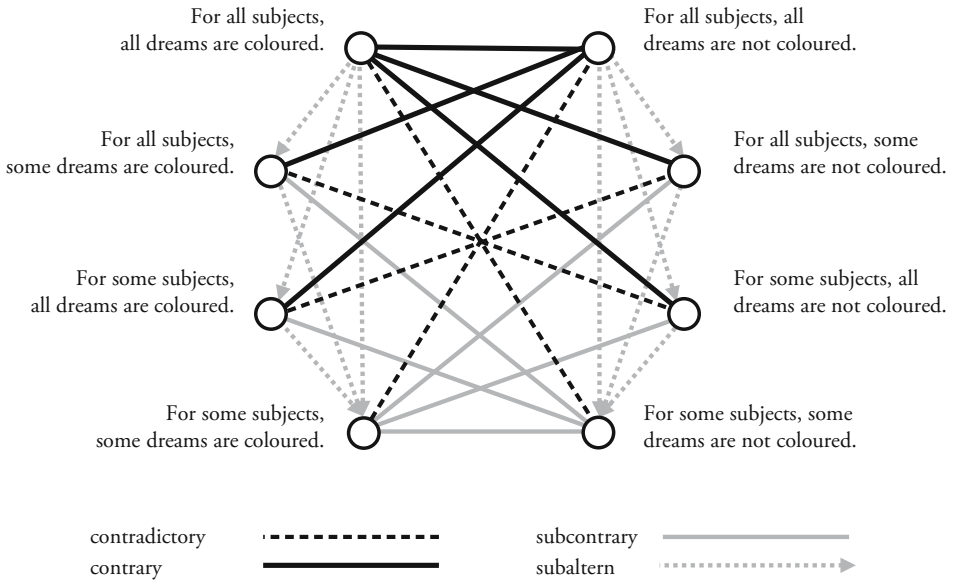 For all subjects,
all dreams are coloured.
For all subjects, all
dreams are not coloured.
For all subjects,
some dreams are coloured.
For all subjects, some
dreams are not coloured.
For some subjects,
all dreams are coloured.
For some subjects, all
dreams are not coloured.
For some subjects,
some dreams are coloured.
For some subjects, some
dreams are not coloured.
contradictory
contrary
subcontrary
subaltern